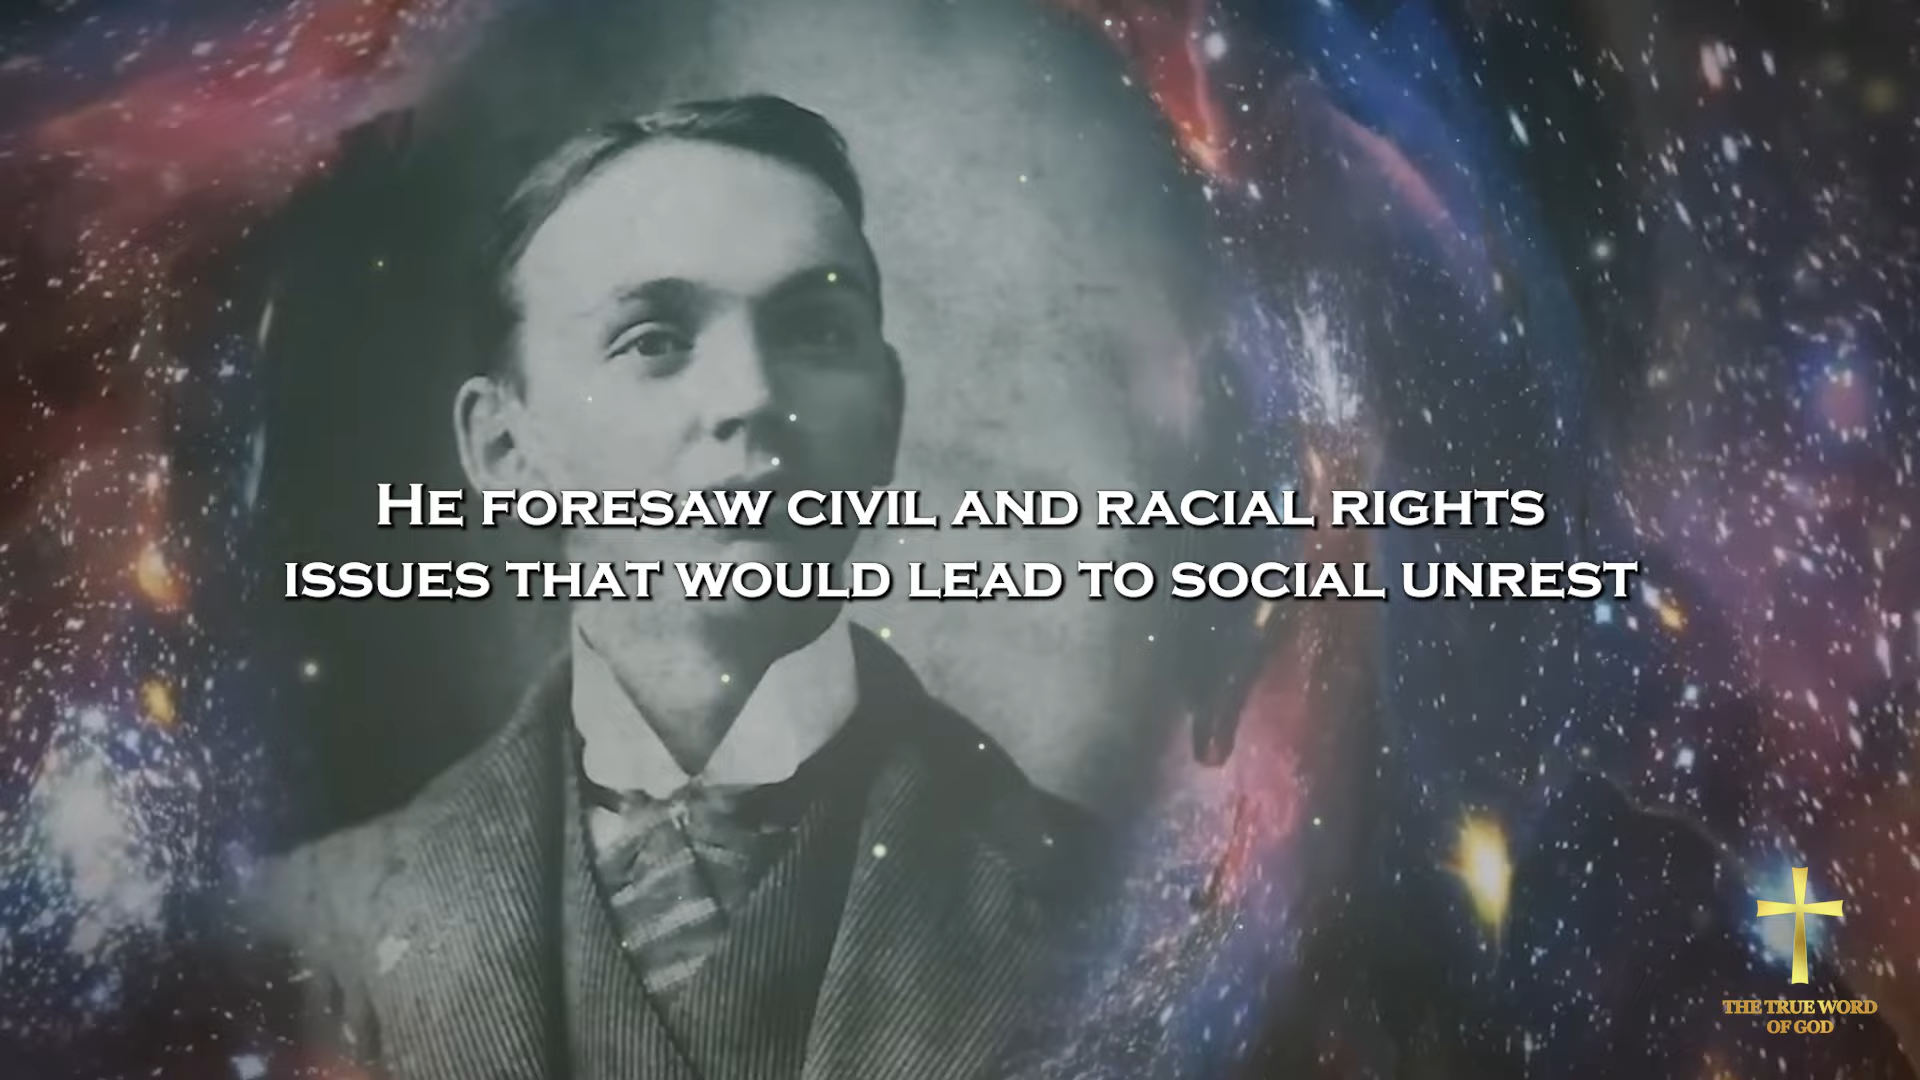 He foresaw civil and racial rights
issues that would lead to social unrest
THE TRUE WORD
OF GOD